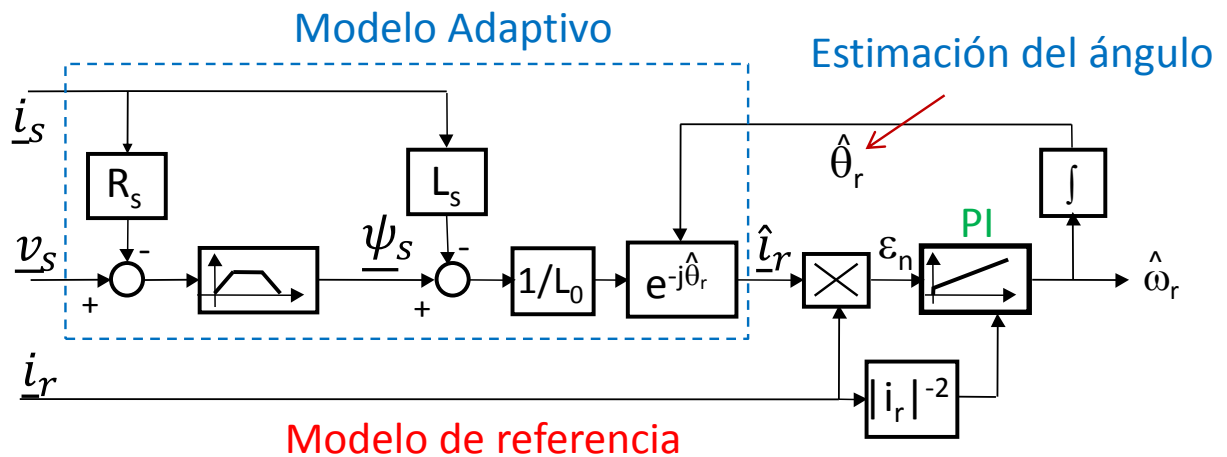 Modelo Adaptivo
Estimación del ángulo
i_s
R_s
L_s
θ̂_r
∫
PI
v_s
-
+
ψ_s
-
+
1/L_0
e^{-jθ̂_r}
î_r
ε_n
ω̂_r
i_r
|i_r|^{-2}
Modelo de referencia